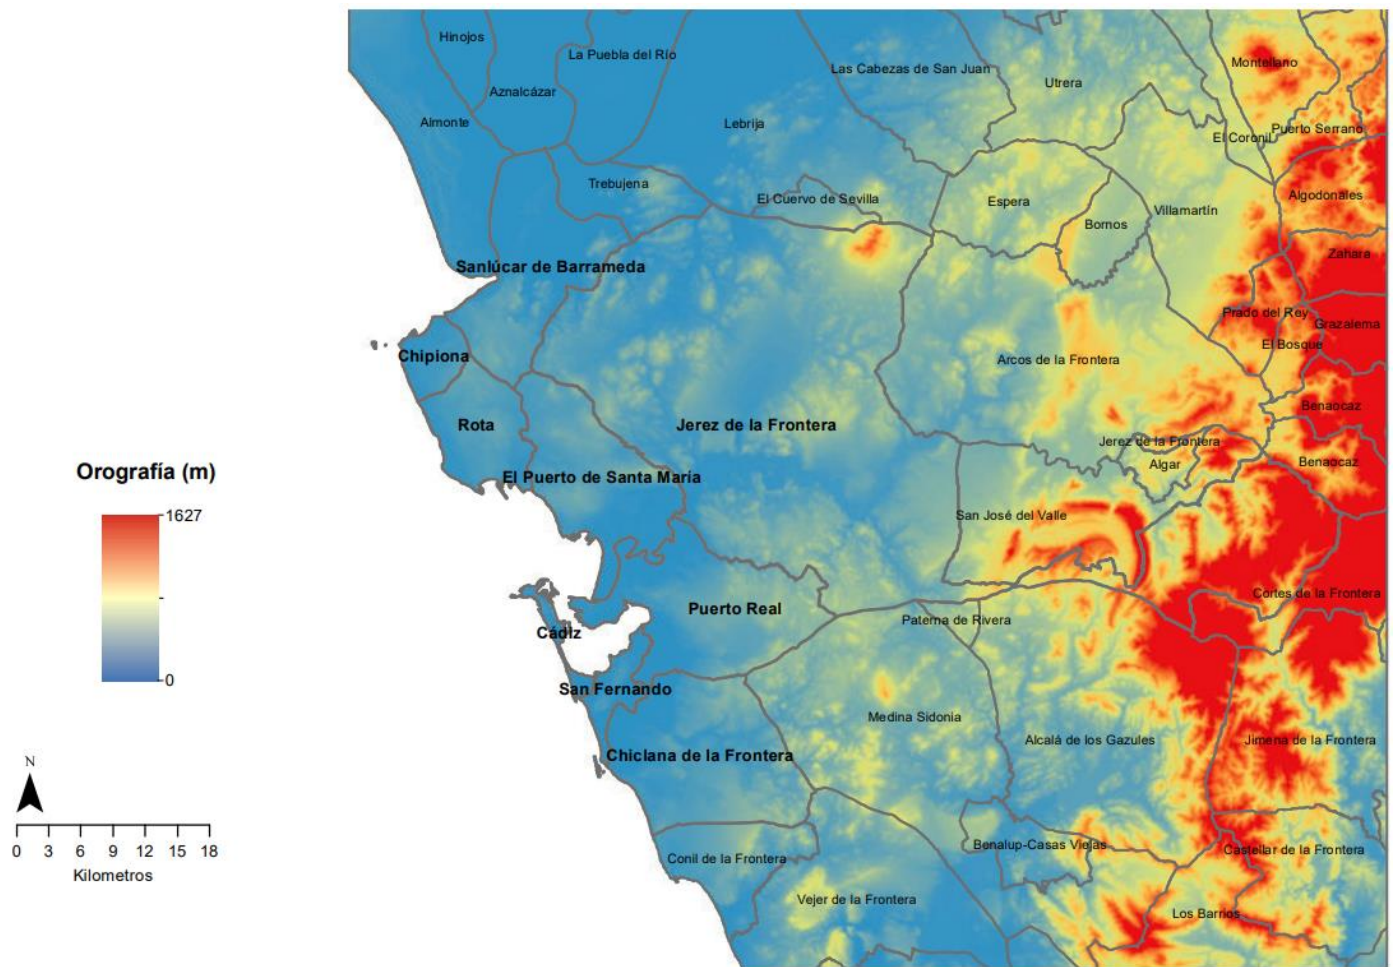 Hinojos
La Puebla del Río
Las Cabezas de San Juan
Utrera
Montellano
Aznalcázar
Almonte
Lebrija
El Coronil
Puerto Serrano
Trebujena
El Cuervo de Sevilla
Espera
Bornos
Villamartín
Algodonales
Zahara
Sanlúcar de Barrameda
Prado del Rey
Grazalema
El Bosque
Chipiona
Arcos de la Frontera
Benaocaz
Rota
Jerez de la Frontera
Jerez de la Frontera
Algar
Benaocaz
El Puerto de Santa María
San José del Valle
Orografía (m)
1627
0
Cortes de la Frontera
Puerto Real
Paterna de Rivera
Cádiz
San Fernando
Medina Sidonia
Alcalá de los Gazules
Jimena de la Frontera
Chiclana de la Frontera
N
0 3 6 9 12 15 18
Kilometros
Conil de la Frontera
Benalup-Casas Viejas
Castellar de la Frontera
Vejer de la Frontera
Los Barrios